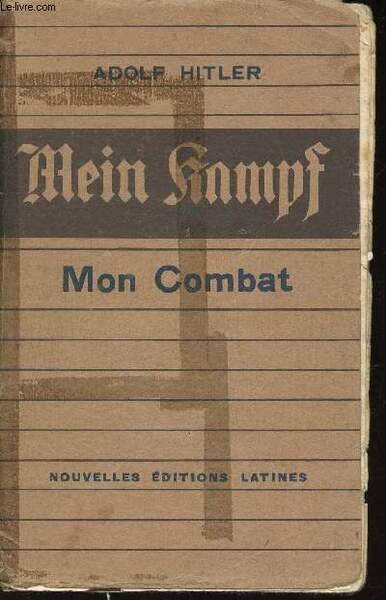 Le-livre.com
ADOLF HITLER
Mein Kampf
Mon Combat
NOUVELLES ÉDITIONS LATINES